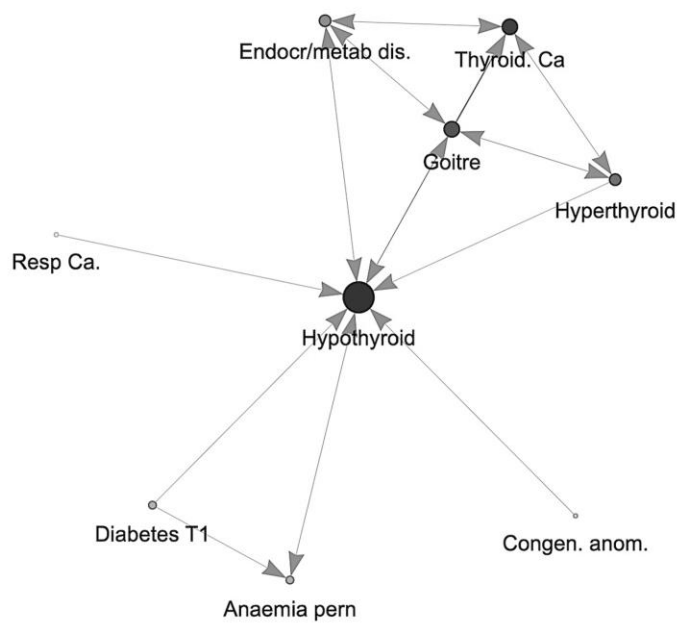 Endocr/metab dis.
Thyroid. Ca
Goitre
Hyperthyroid
Resp Ca.
Hypothyroid
Diabetes T1
Congen. anom.
Anaemia pern